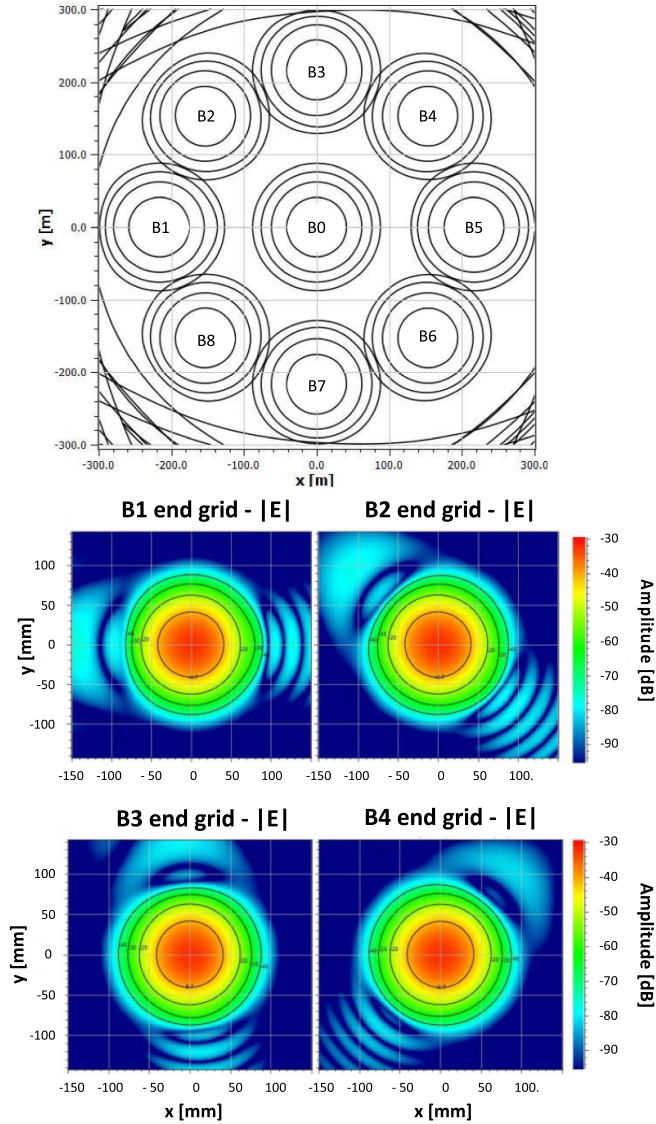 300.0
B3
200.0
B2
B4
100.0
y [m]
0.0
B1
B0
B5
-100.0
B8
B6
-200.0
B7
-300.0
-300.0 -200.0 -100.0 0.0 100.0 200.0 300.0
x [m]
B1 end grid - |E|
B2 end grid - |E|
100
50
0
-50
-100
y [mm]
-150 -100 - 50 0 50 100
-150 -100 - 50 0 50 100
-30
-40
-50
-60
-70
-80
-90
Amplitude [dB]
B3 end grid - |E|
B4 end grid - |E|
100
50
0
-50
-100
y [mm]
-150 -100 - 50 0 50 100
-150 -100 - 50 0 50 100.
x [mm]
x [mm]
-30
-40
-50
-60
-70
-80
-90
Amplitude [dB]